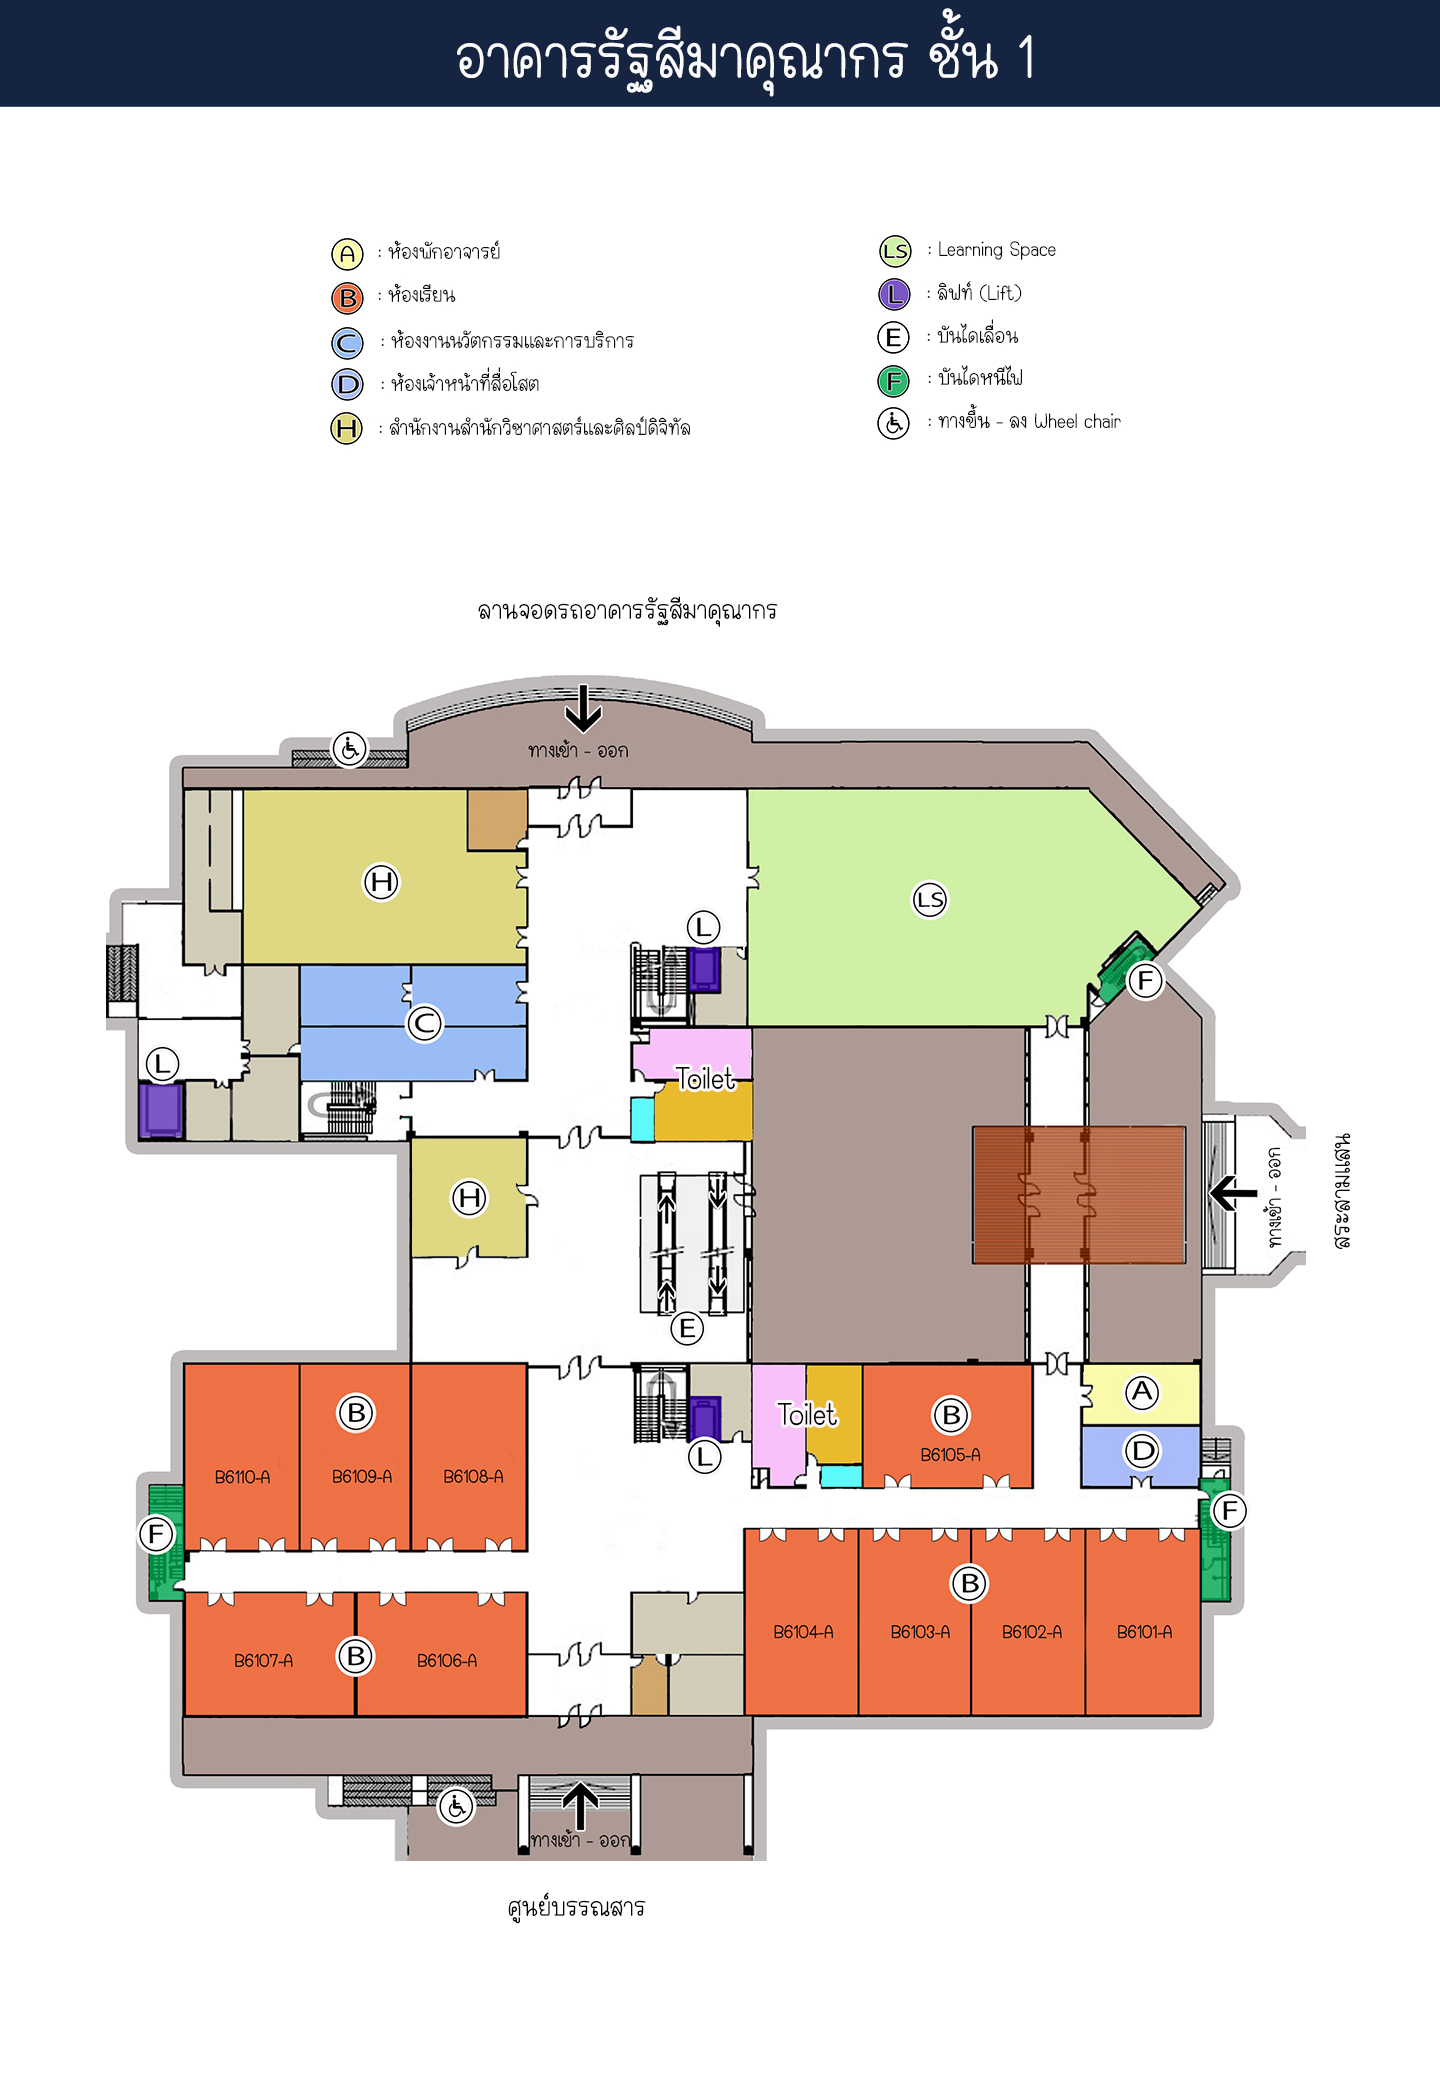 อาคารรัฐสีมาคุณากร ชั้น 1
A : ห้องพักอาจารย์
B : ห้องเรียน
C : ห้องงานนวัตกรรมและการบริการ
D : ห้องเจ้าหน้าที่สื่อโสต
H : สำนักงานสำนักวิชาศาสตร์และศิลป์ดิจิทัล
LS : Learning Space
L : ลิฟท์ (Lift)
E : บันไดเลื่อน
F : บันไดหนีไฟ
: ทางขึ้น - ลง Wheel chair
ลานจอดรถอาคารรัฐสีมาคุณากร
ทางเข้า - ออก
H
LS
L
F
C
L
Toilet
ทางเข้า - ออก
สระสามแสน
H
E
A
B
B
Toilet
D
L
B6105-A
B6110-A
B6109-A
B6108-A
F
F
B
B6104-A
B6103-A
B6102-A
B6101-A
B
B6107-A
B6106-A
ทางเข้า - ออก
ศูนย์บรรณสาร